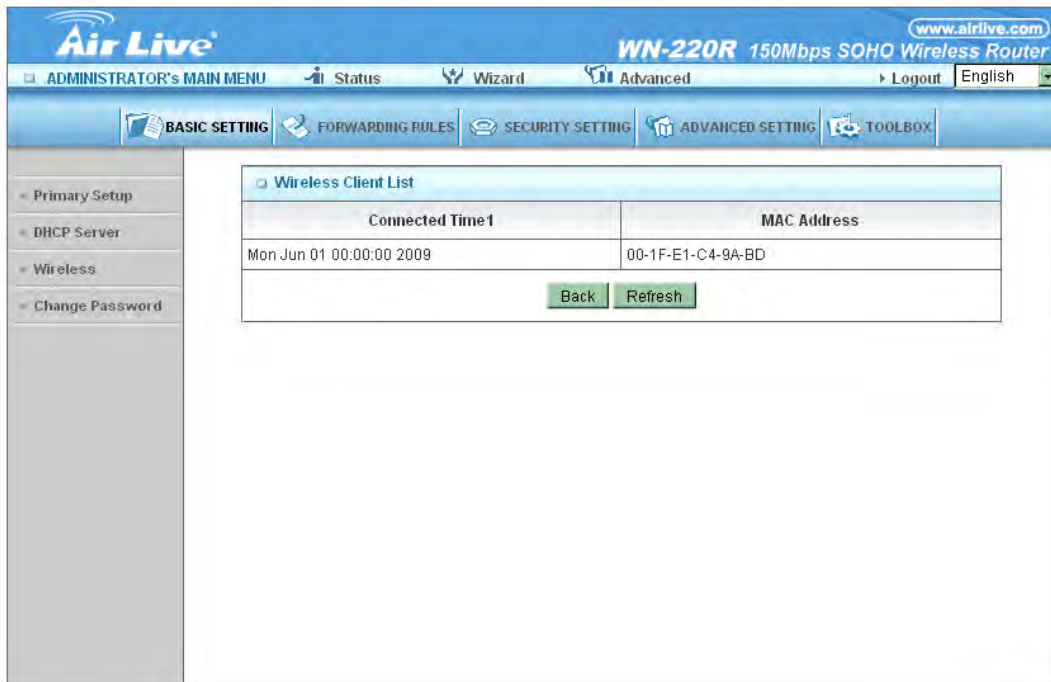 Air Live®
www.airlive.com
WN-220R 150Mbps SOHO Wireless Router
ADMINISTRATOR's MAIN MENU Status Wizard Advanced Logout English
BASIC SETTING FORWARDING RULES SECURITY SETTING ADVANCED SETTING TOOLBOX
Primary Setup
DHCP Server
Wireless
Change Password
Wireless Client List
Connected Time1 MAC Address
Mon Jun 01 00:00:00 2009 00-1F-E1-C4-9A-BD
Back Refresh